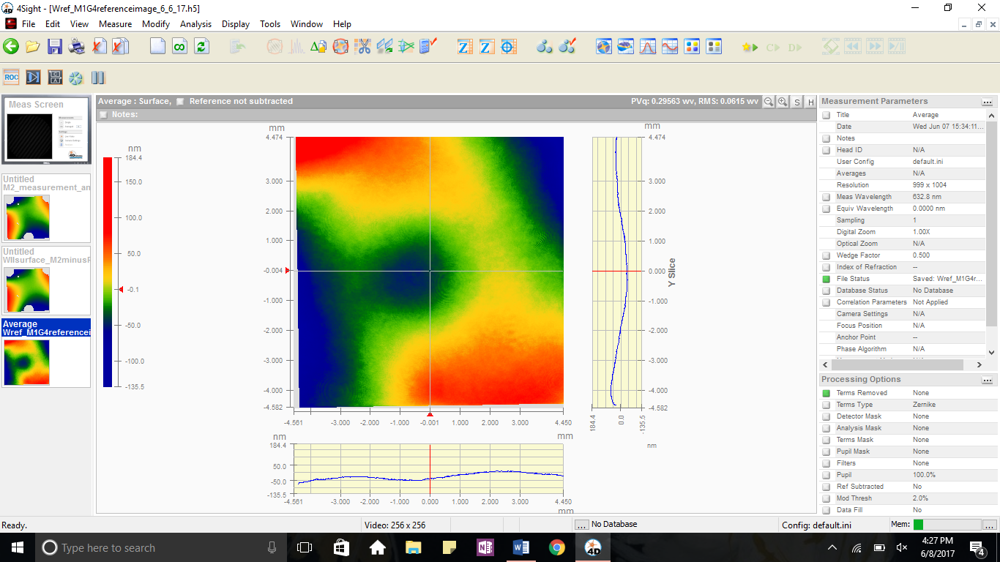 4Sight - [Wref_M1G4referenceimage_6_6_17.h5]
File Edit View Measure Modify Analysis Display Tools Window Help
ROC
Meas Screen
Untitled
M2_measurement_an
Untitled
WIIsurface_M2minusF
Average
Wref_M1G4referencei
Average : Surface, Reference not subtracted PVq: 0.29563 wv, RMS: 0.0615 wv S H
Notes:
nm
184.4
150.0
100.0
50.0
-0.1
-50.0
-100.0
-135.5
mm
4.474
3.000
2.000
1.000
-0.004
-1.000
-2.000
-3.000
-4.000
-4.582
-4.561 -3.000 -1.000 -0.001 1.000 3.000 4.450
mm
mm
4.474
3.000
2.000
1.000
0.000
-1.000
-2.000
-3.000
-4.000
-4.582
Y Slice
184.4 0.0 -135.5
nm
nm
184.4
50.0
-50.0
-135.5
-4.561 -3.000 -1.000 0.000 1.000 2.000 3.000 4.450
mm
Measurement Parameters ...
Title Average
Date Wed Jun 07 15:34:11...
Notes
Head ID N/A
User Config default.ini
Averages N/A
Resolution 999 x 1004
Meas Wavelength 632.8 nm
Equiv Wavelength 0.0000 nm
Sampling 1
Digital Zoom 1.00X
Optical Zoom N/A
Wedge Factor 0.500
Index of Refraction --
File Status Saved: Wref_M1G4r...
Database Status No Database
Correlation Parameters Not Applied
Camera Settings N/A
Focus Position N/A
Anchor Point --
Phase Algorithm N/A
Processing Options ...
Terms Removed None
Terms Type Zernike
Detector Mask None
Analysis Mask None
Terms Mask None
Pupil Mask None
Filters None
Pupil 100.0%
Ref Subtracted No
Mod Thresh 2.0%
Data Fill No
Ready. Video: 256 x 256 ... No Database Config: default.ini Mem: ...
Type here to search
4:27 PM
6/8/2017
4